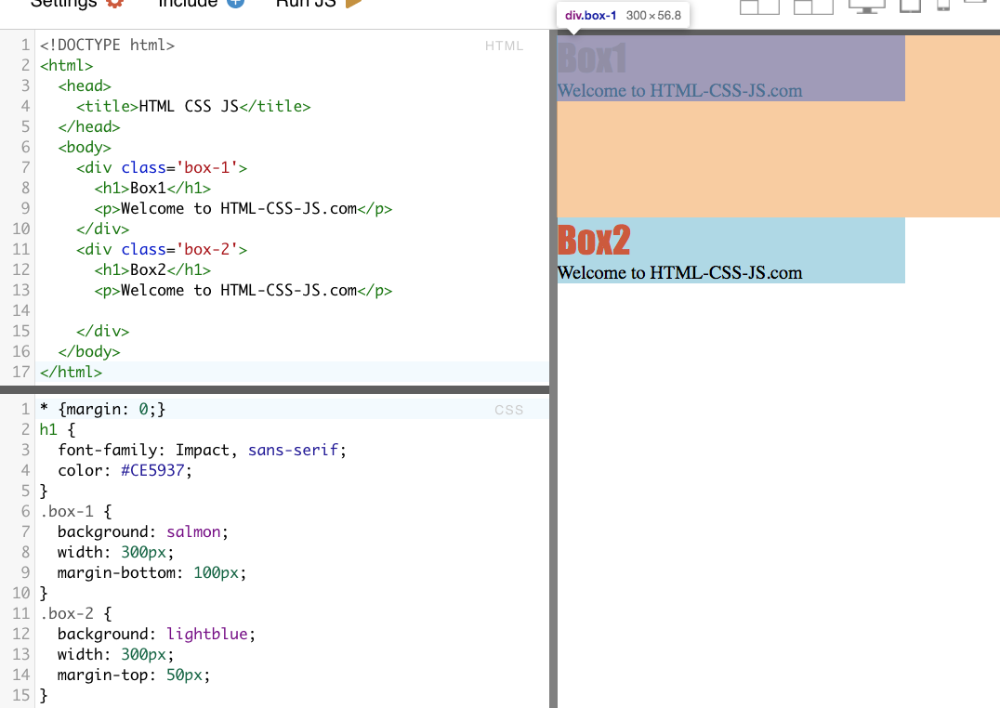 Settings Include Run JS
div.box-1 300 × 56.8
HTML
1 <!DOCTYPE html>
2 <html>
3 <head>
4 <title>HTML CSS JS</title>
5 </head>
6 <body>
7 <div class='box-1'>
8 <h1>Box1</h1>
9 <p>Welcome to HTML-CSS-JS.com</p>
10 </div>
11 <div class='box-2'>
12 <h1>Box2</h1>
13 <p>Welcome to HTML-CSS-JS.com</p>
14
15 </div>
16 </body>
17 </html>
CSS
1 * {margin: 0;}
2 h1 {
3 font-family: Impact, sans-serif;
4 color: #CE5937;
5 }
6 .box-1 {
7 background: salmon;
8 width: 300px;
9 margin-bottom: 100px;
10 }
11 .box-2 {
12 background: lightblue;
13 width: 300px;
14 margin-top: 50px;
15 }
Box1
Welcome to HTML-CSS-JS.com
Box2
Welcome to HTML-CSS-JS.com